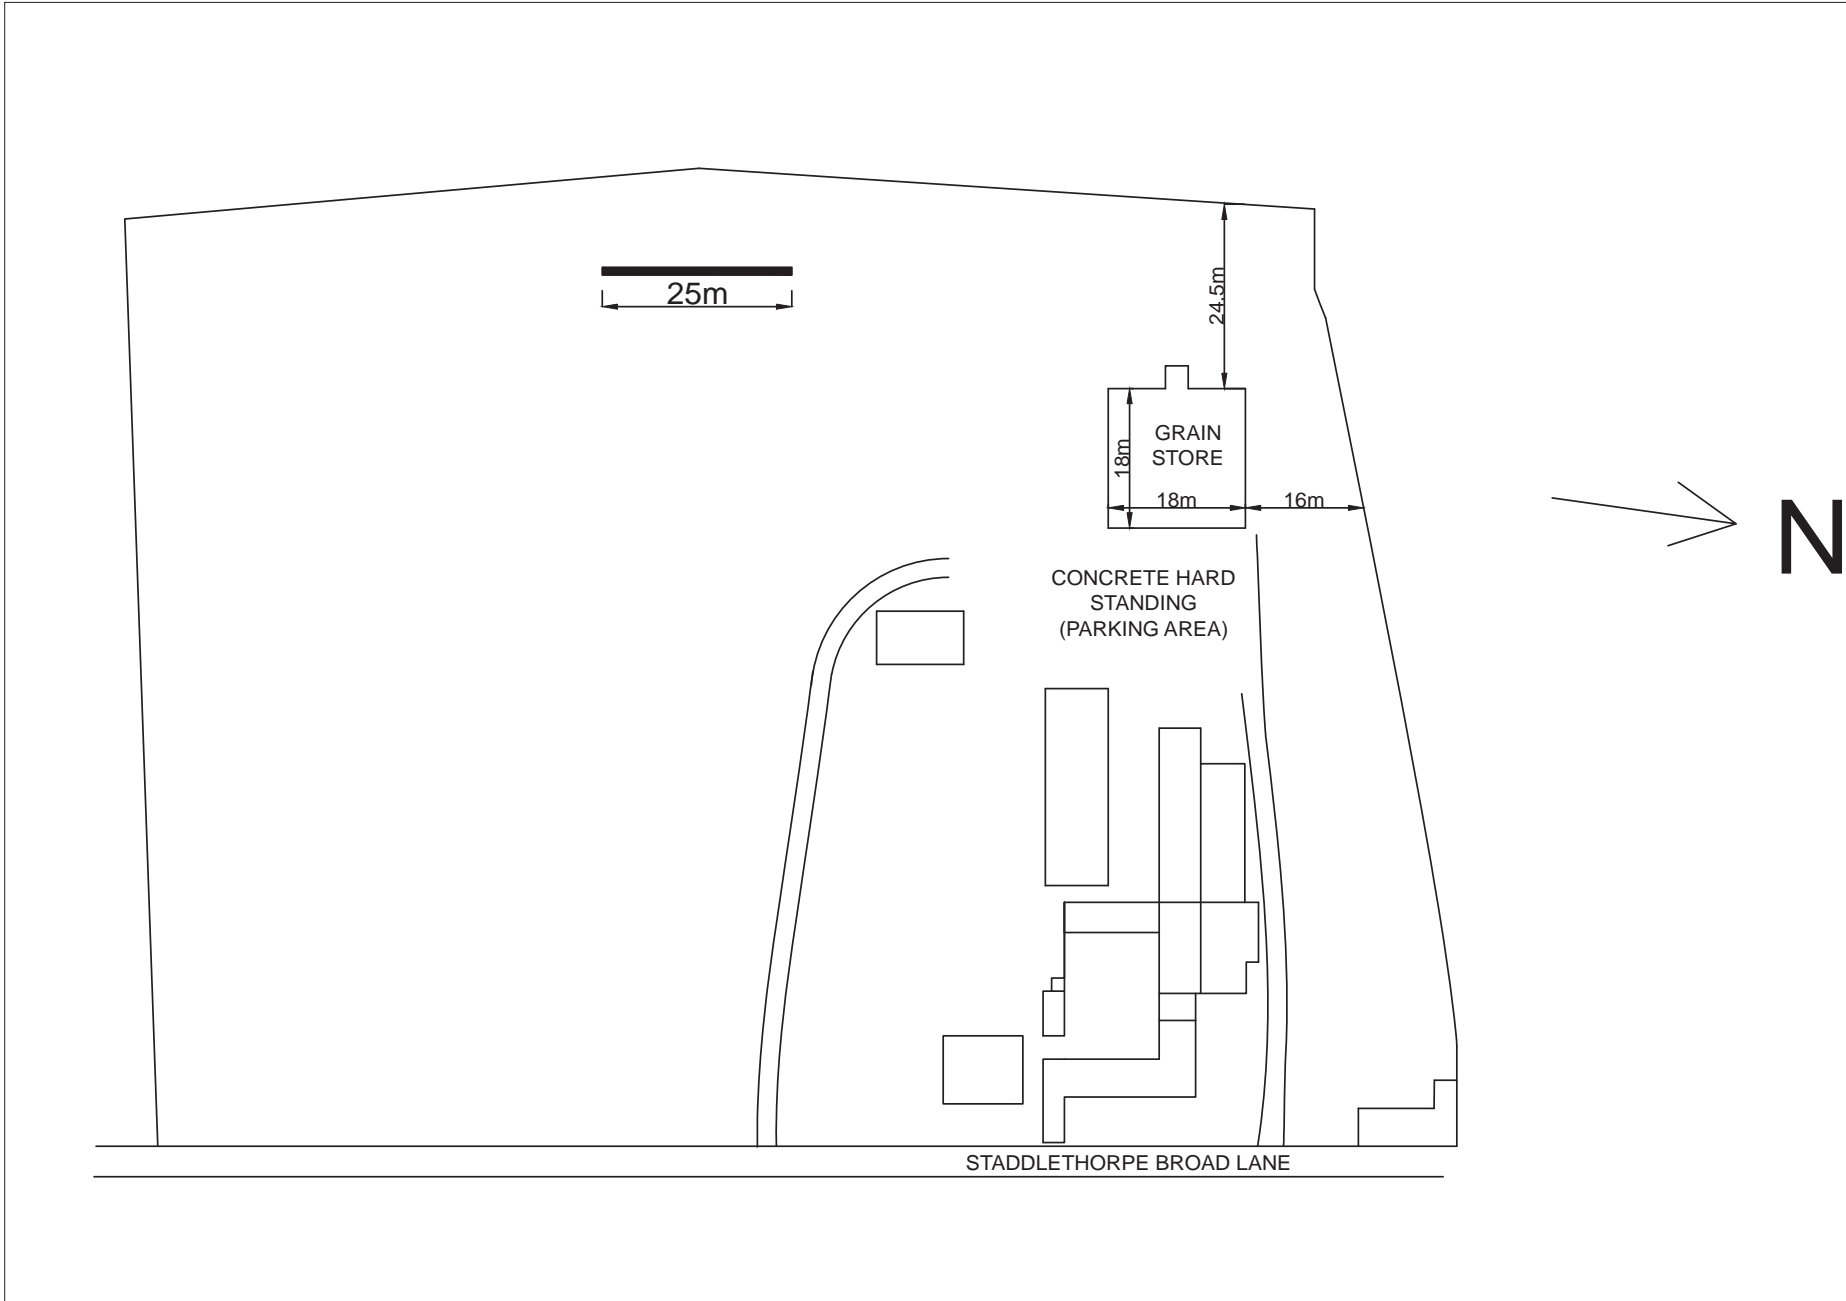 25m
24.5m
GRAIN
STORE
18m
18m
16m
N
CONCRETE HARD
STANDING
(PARKING AREA)
STADDLETHORPE BROAD LANE